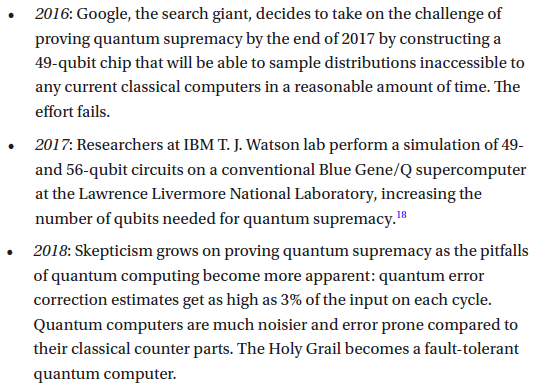 • 2016: Google, the search giant, decides to take on the challenge of
proving quantum supremacy by the end of 2017 by constructing a
49-qubit chip that will be able to sample distributions inaccessible to
any current classical computers in a reasonable amount of time. The
effort fails.
• 2017: Researchers at IBM T. J. Watson lab perform a simulation of 49-
and 56-qubit circuits on a conventional Blue Gene/Q supercomputer
at the Lawrence Livermore National Laboratory, increasing the
number of qubits needed for quantum supremacy.18
• 2018: Skepticism grows on proving quantum supremacy as the pitfalls
of quantum computing become more apparent: quantum error
correction estimates get as high as 3% of the input on each cycle.
Quantum computers are much noisier and error prone compared to
their classical counter parts. The Holy Grail becomes a fault-tolerant
quantum computer.